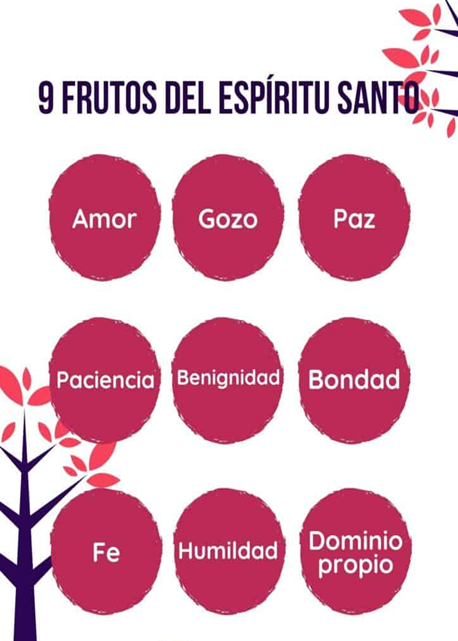 9 FRUTOS DEL ESPÍRITU SANTO
Amor
Gozo
Paz
Paciencia
Benignidad
Bondad
Fe
Humildad
Dominio
propio